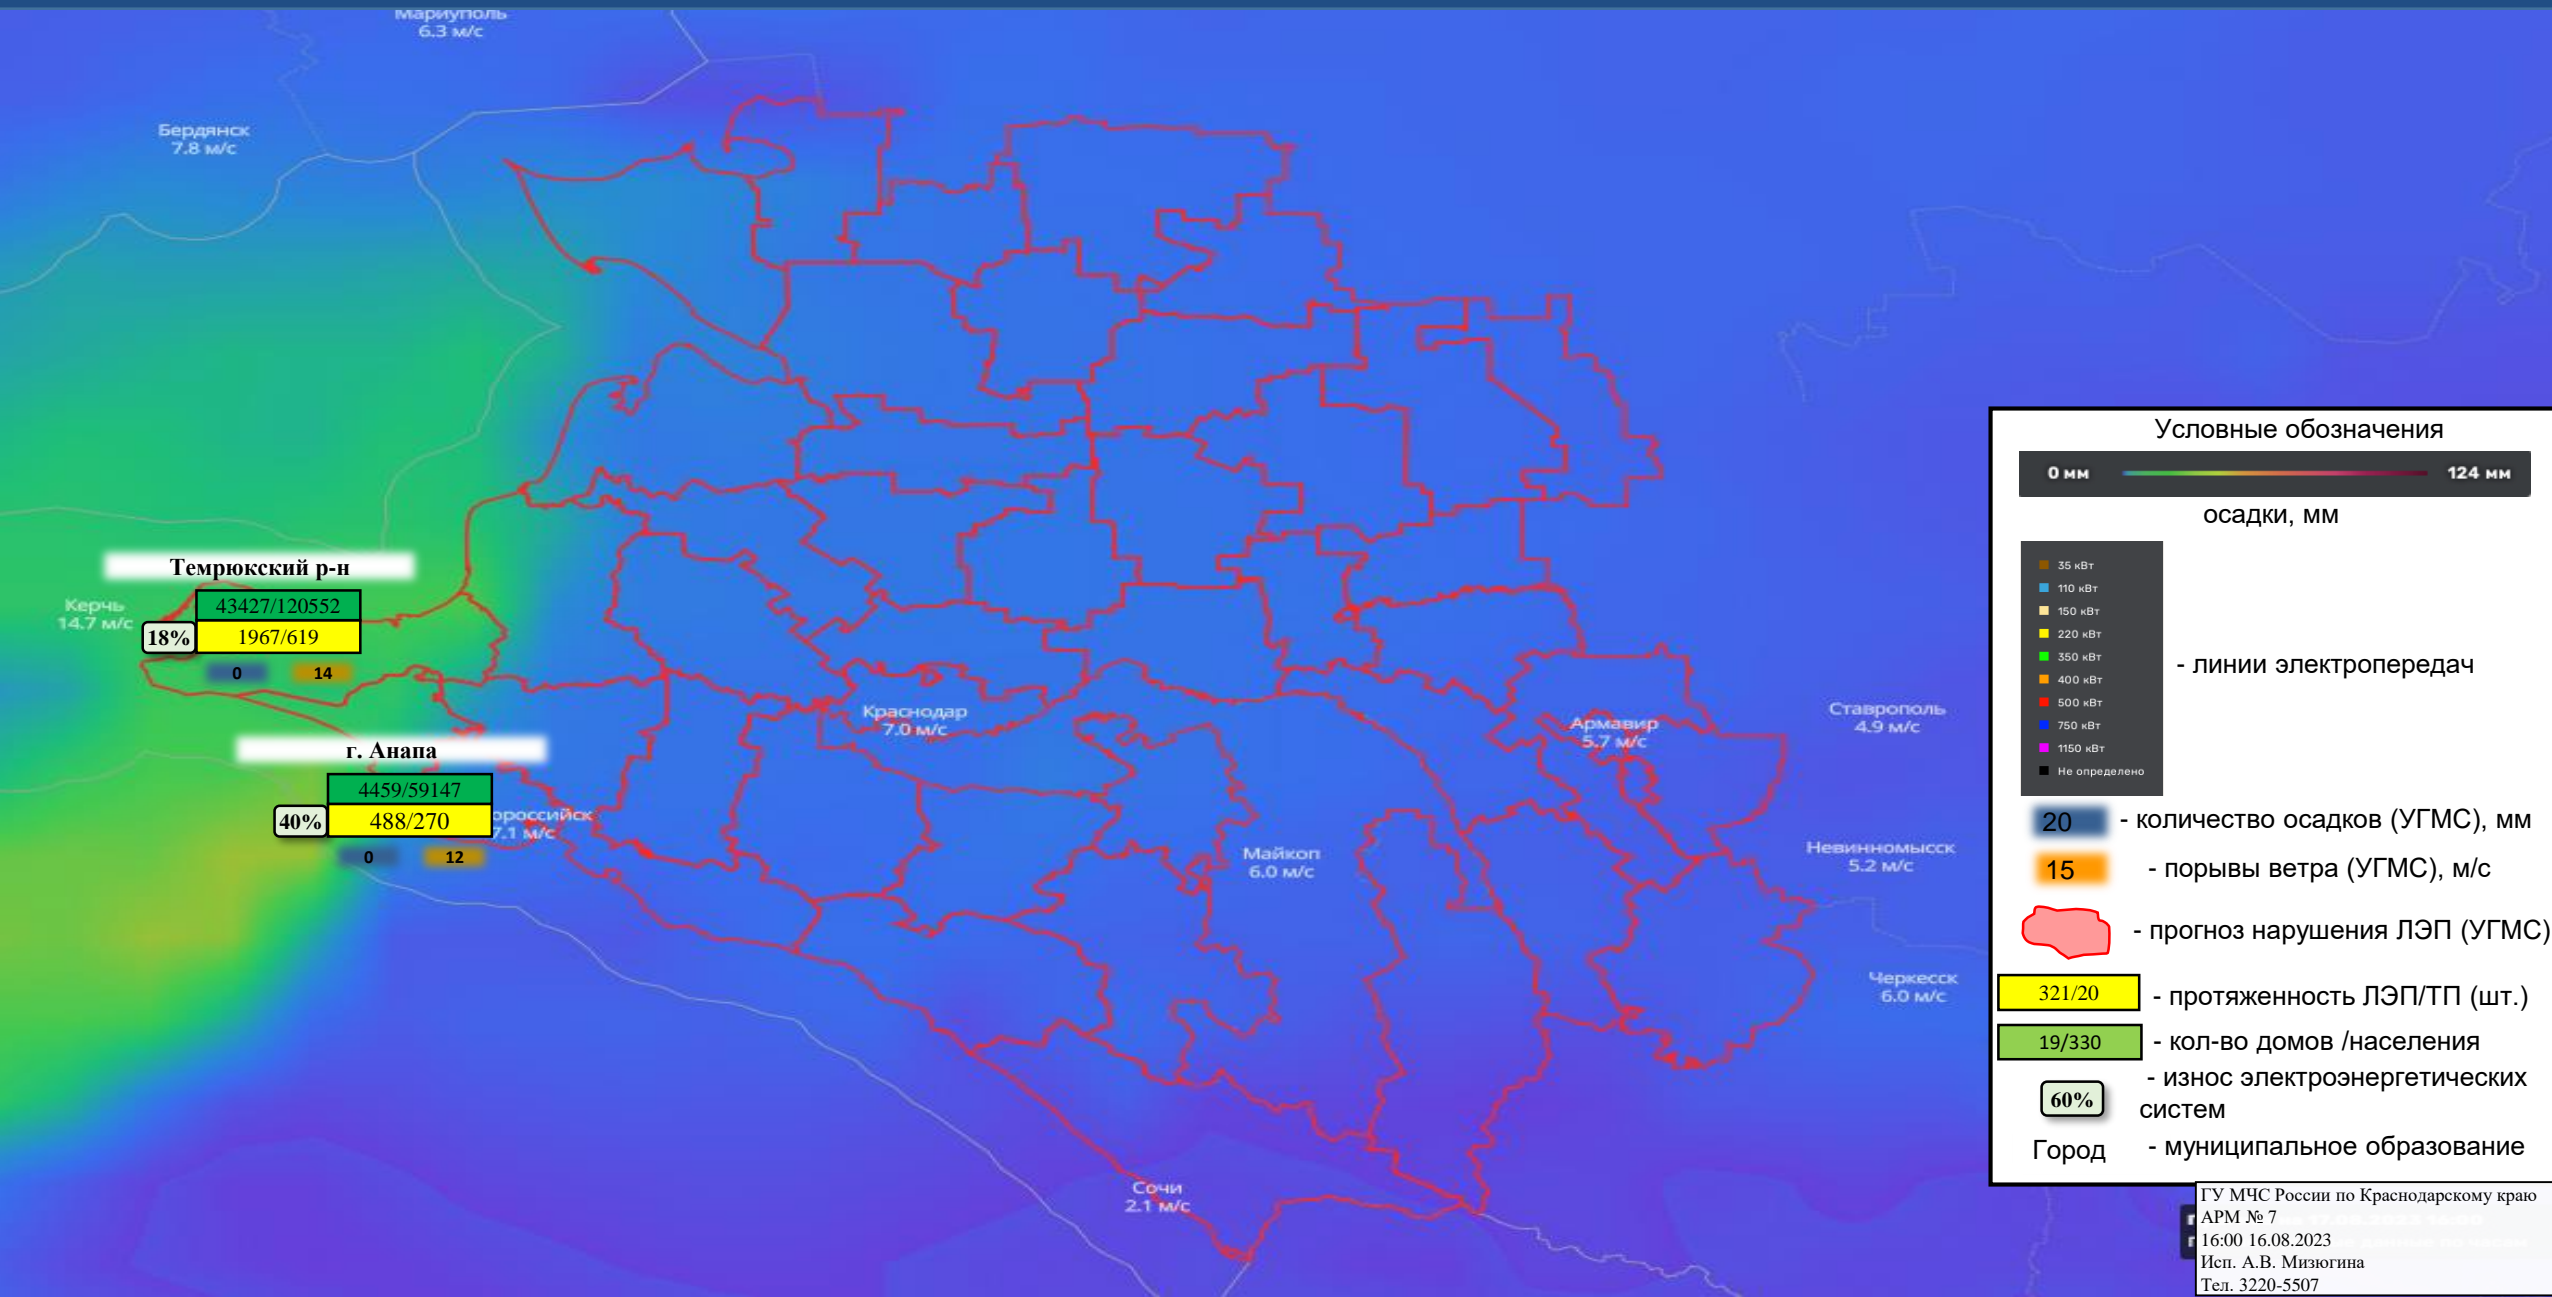 Мариуполь
6.3 м/с
Бердянск
7.8 м/с
Темрюкский р-н
43427/120552
18%
1967/619
0
14
Керчь
14.7 м/с
г. Анапа
4459/59147
40%
488/270
0
12
ороссийск
7.1 м/с
Краснодар
7.0 м/с
Армавир
5.7 м/с
Ставрополь
4.9 м/с
Майкоп
6.0 м/с
Невинномысск
5.2 м/с
Черкесск
6.0 м/с
Сочи
2.1 м/с
Условные обозначения
0 мм
124 мм
осадки, мм
35 кВт
110 кВт
150 кВт
220 кВт
350 кВт
400 кВт
500 кВт
750 кВт
1150 кВт
Не определено
- линии электропередач
20 - количество осадков (УГМС), мм
15 - порывы ветра (УГМС), м/с
- прогноз нарушения ЛЭП (УГМС)
321/20 - протяженность ЛЭП/ТП (шт.)
19/330 - кол-во домов /населения
60% - износ электроэнергетических
систем
Город - муниципальное образование
ГУ МЧС России по Краснодарскому краю
АРМ № 7
16:00 16.08.2023
Исп. А.В. Мизюгина
Тел. 3220-5507